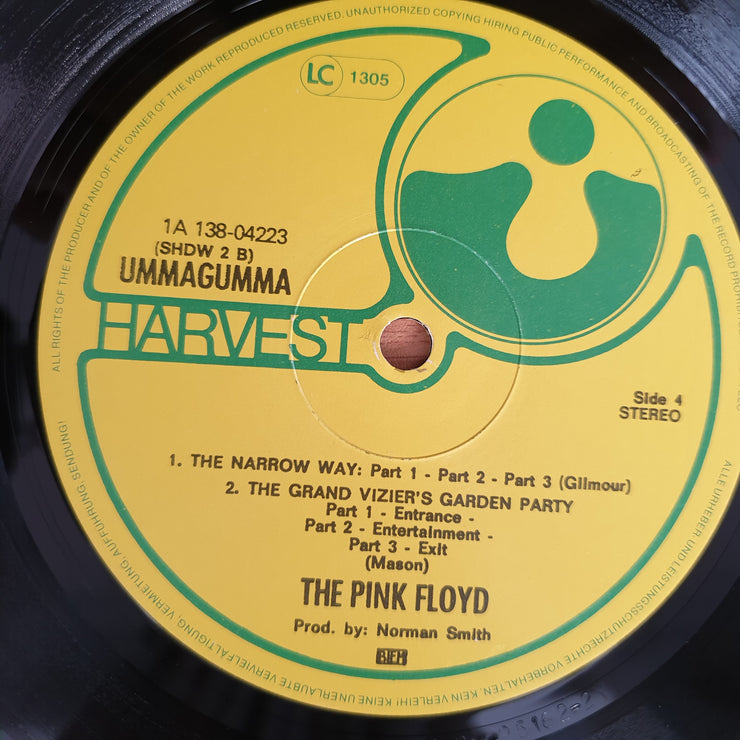 ALL RIGHTS OF THE PRODUCER AND OF THE OWNER OF THE WORK REPRODUCED RESERVED. UNAUTHORIZED COPYING HIRING PUBLIC PERFORMANCE AND BROADCASTING OF THE RECORD PROHIBITED
LC 1305
1A 138-04223
(SHDW 2 B)
UMMAGUMMA
HARVEST
Side 4
STEREO
1. THE NARROW WAY: Part 1 - Part 2 - Part 3 (Gilmour)
2. THE GRAND VIZIER'S GARDEN PARTY
Part 1 - Entrance -
Part 2 - Entertainment -
Part 3 - Exit
(Mason)
THE PINK FLOYD
Prod. by: Norman Smith
BIEM
ALLE URHEBER- UND LEISTUNGSSCHUTZRECHTE VORBEHALTEN. KEIN VERLEIH! KEINE UNERLAUBTE VERVIELFÄLTIGUNG, VERMIETUNG, AUFFÜHRUNG SENDUNG!